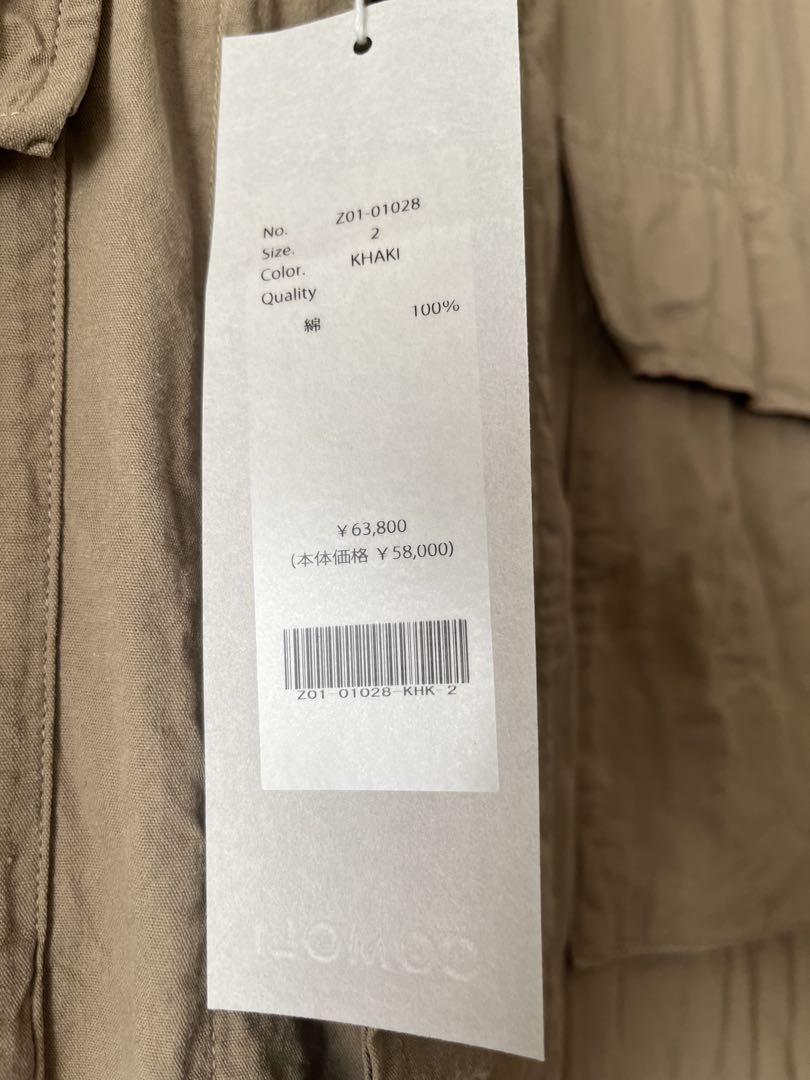 No. Z01-01028
Size. 2
Color. KHAKI
Quality
綿 100%
￥63,800
(本体価格 ￥58,000)
Z01-01028-KHK-2
COMOLI